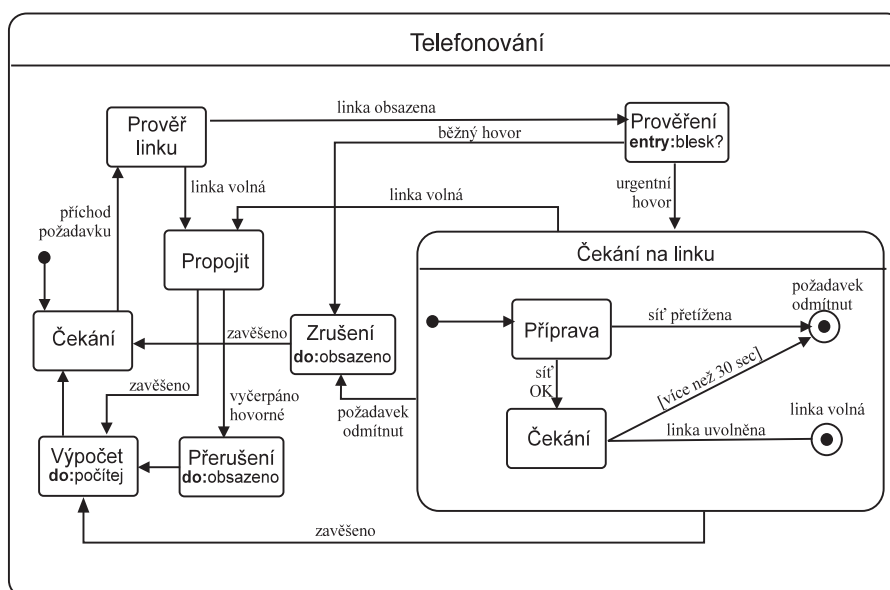 Telefonování
linka obsazena
Prověř
linku
Prověření
entry:blesk?
běžný hovor
linka volná
linka volná
urgentní
hovor
příchod
požadavku
Propojit
Čekání na linku
požadavek
odmítnut
Čekání
zavěšeno
Zrušení
do:obsazeno
Příprava
síť přetížena
zavěšeno
vyčerpáno
hovorné
požadavek
odmítnut
síť
OK
[více než 30 sec]
linka volná
Čekání
linka uvolněna
Výpočet
do:počítej
Přerušení
do:obsazeno
zavěšeno